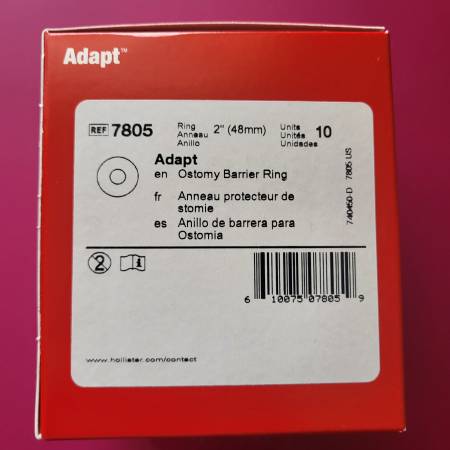 Adapt™
REF 7805
Ring
Anneau
Anillo
2" (48mm)
Units
Unités
Unidades
10
Adapt
en Ostomy Barrier Ring
fr Anneau protecteur de
stomie
es Anillo de barrera para
Ostomia
740450-D 7805 US
2
i
6 10075 07805 9
www.hollister.com/contact